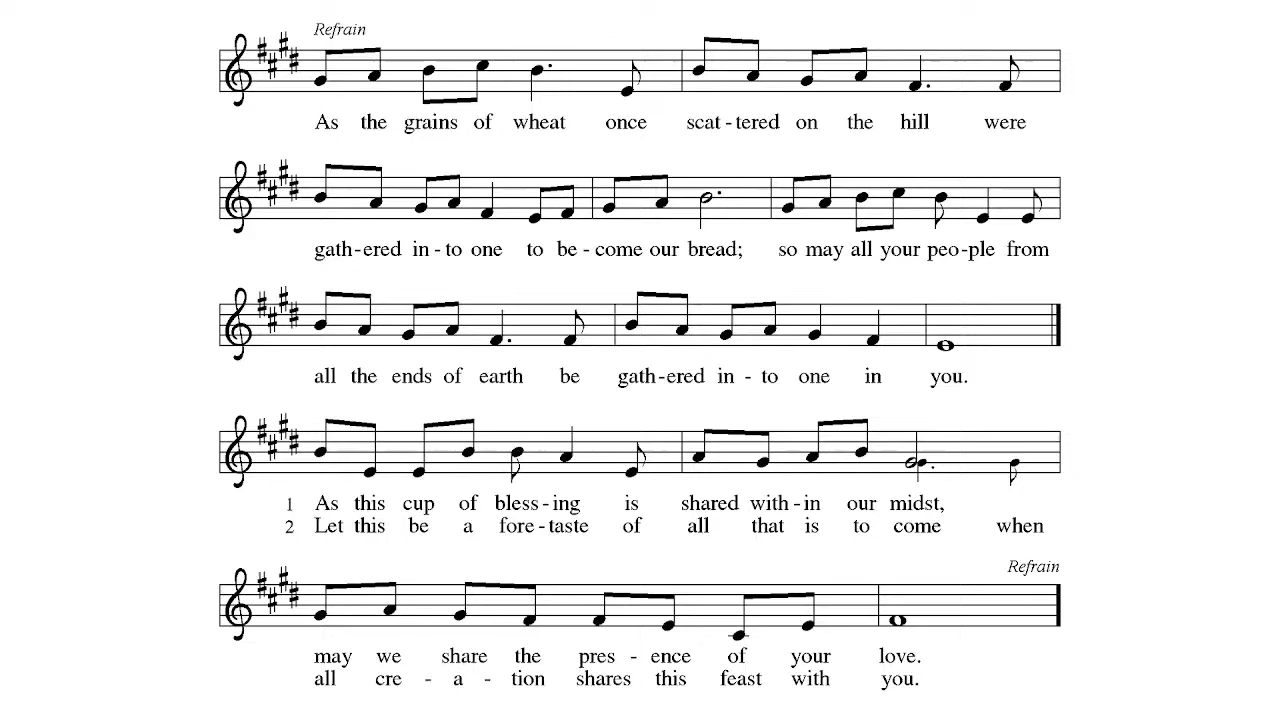 Refrain
As the grains of wheat once scat - tered on the hill were
gath - ered in - to one to be - come our bread; so may all your peo - ple from
all the ends of earth be gath - ered in - to one in you.
1 As this cup of bless - ing is shared with - in our midst,
2 Let this be a fore - taste of all that is to come when
Refrain
may we share the pres - ence of your love.
all cre - a - tion shares this feast with you.